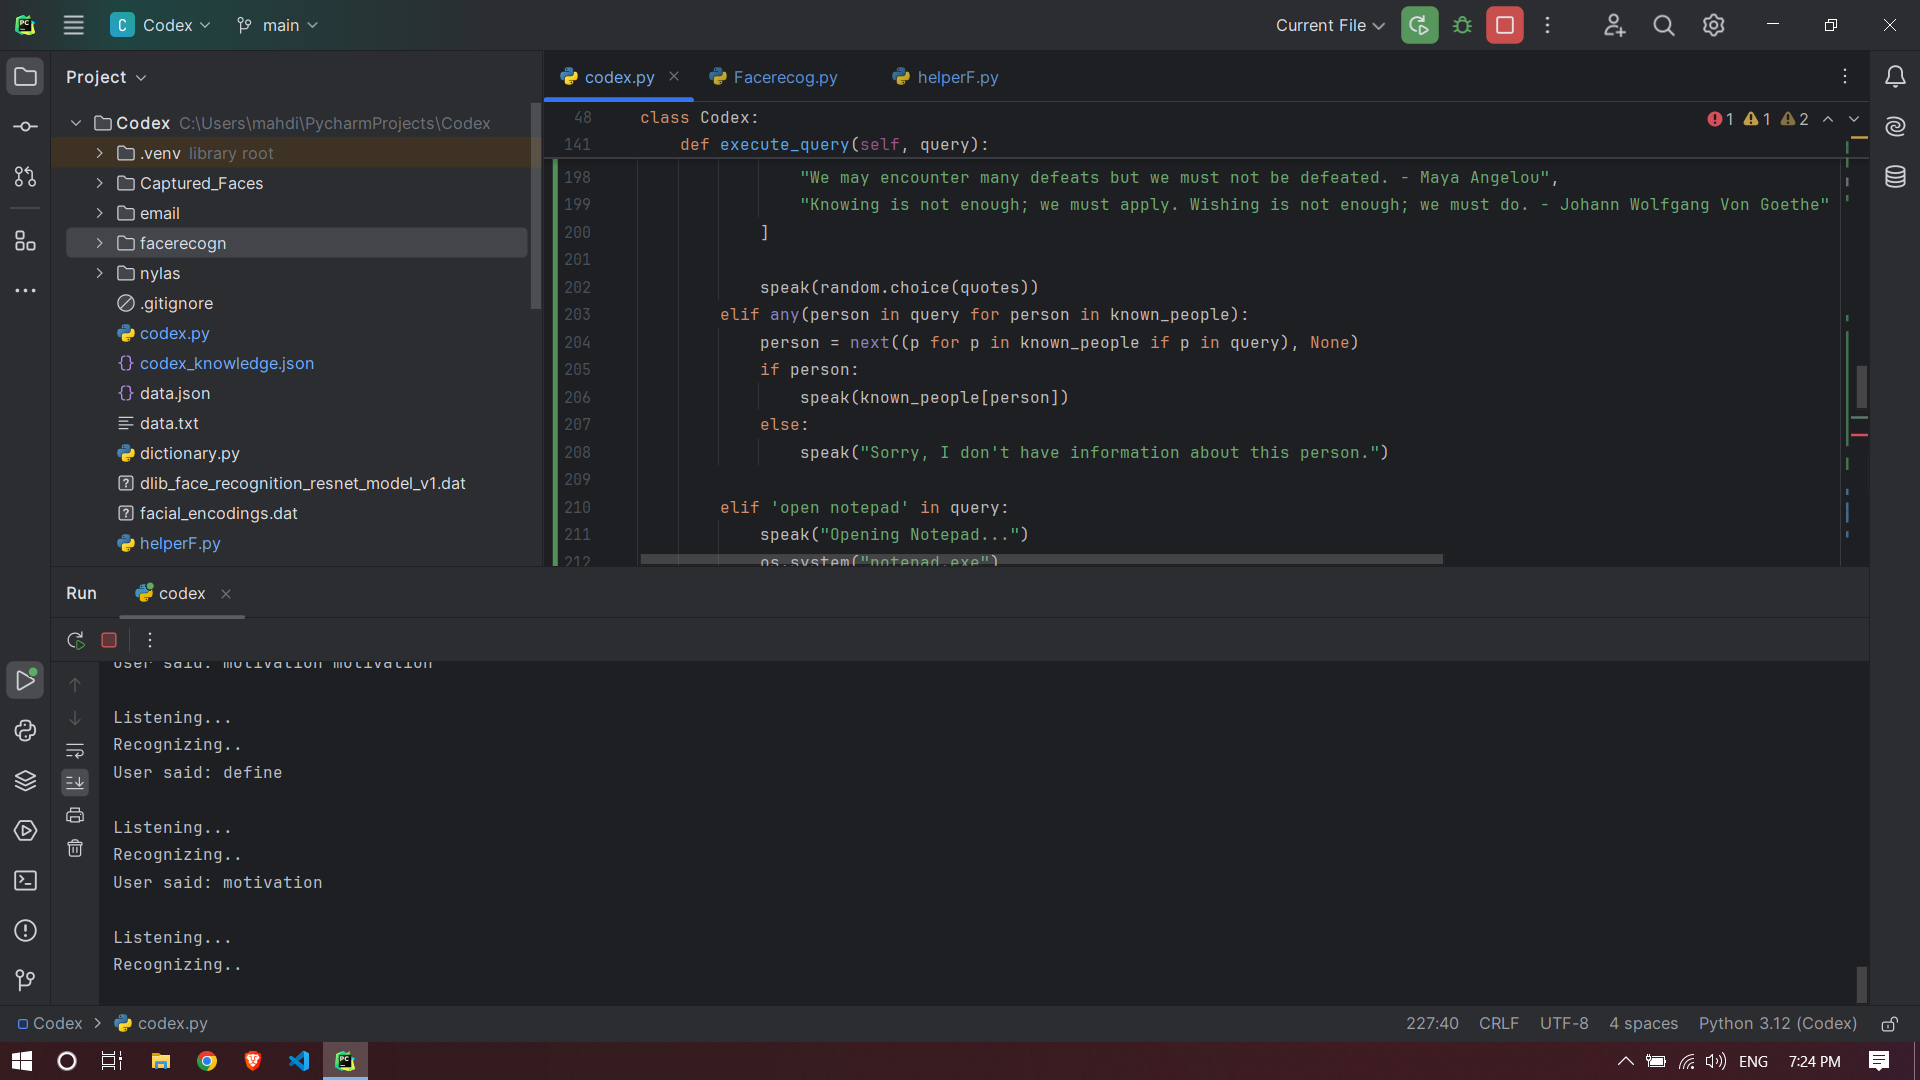 C Codex main
Current File
Project
codex.py
Facerecog.py
helperF.py
Codex C:\Users\mahdi\PycharmProjects\Codex
.venv library root
Captured_Faces
email
facerecogn
nylas
.gitignore
codex.py
codex_knowledge.json
data.json
data.txt
dictionary.py
dlib_face_recognition_resnet_model_v1.dat
facial_encodings.dat
helperF.py
1 1 2
48 class Codex:
141 def execute_query(self, query):
198 "We may encounter many defeats but we must not be defeated. - Maya Angelou",
199 "Knowing is not enough; we must apply. Wishing is not enough; we must do. - Johann Wolfgang Von Goethe"
200 ]
201
202 speak(random.choice(quotes))
203 elif any(person in query for person in known_people):
204 person = next((p for p in known_people if p in query), None)
205 if person:
206 speak(known_people[person])
207 else:
208 speak("Sorry, I don't have information about this person.")
209
210 elif 'open notepad' in query:
211 speak("Opening Notepad...")
212 os.system("notepad.exe")
Run codex
User said: motivation motivation
Listening...
Recognizing..
User said: define
Listening...
Recognizing..
User said: motivation
Listening...
Recognizing..
Codex codex.py
227:40 CRLF UTF-8 4 spaces Python 3.12 (Codex)
ENG 7:24 PM